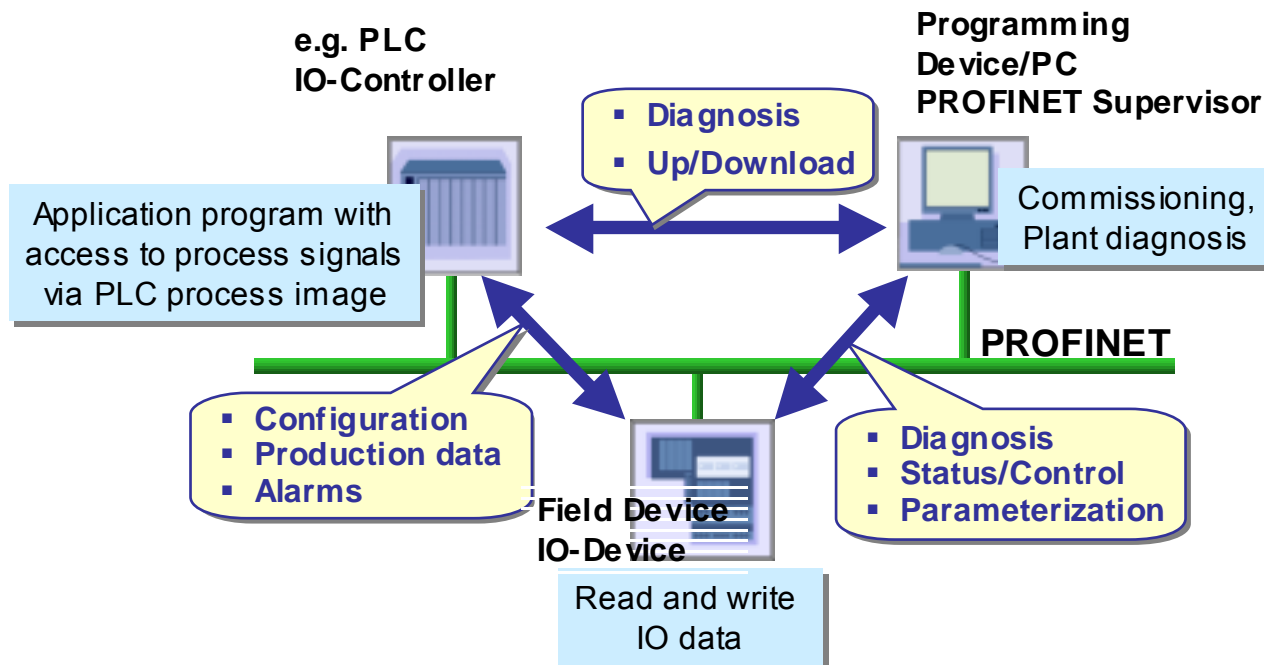 e.g. PLC
IO-Controller
Programming
Device/PC
PROFINET Supervisor
▪ Diagnosis
▪ Up/Download
Application program with
access to process signals
via PLC process image
Commissioning,
Plant diagnosis
PROFINET
▪ Configuration
▪ Production data
▪ Alarms
▪ Diagnosis
▪ Status/Control
▪ Parameterization
Field Device
IO-Device
Read and write
IO data